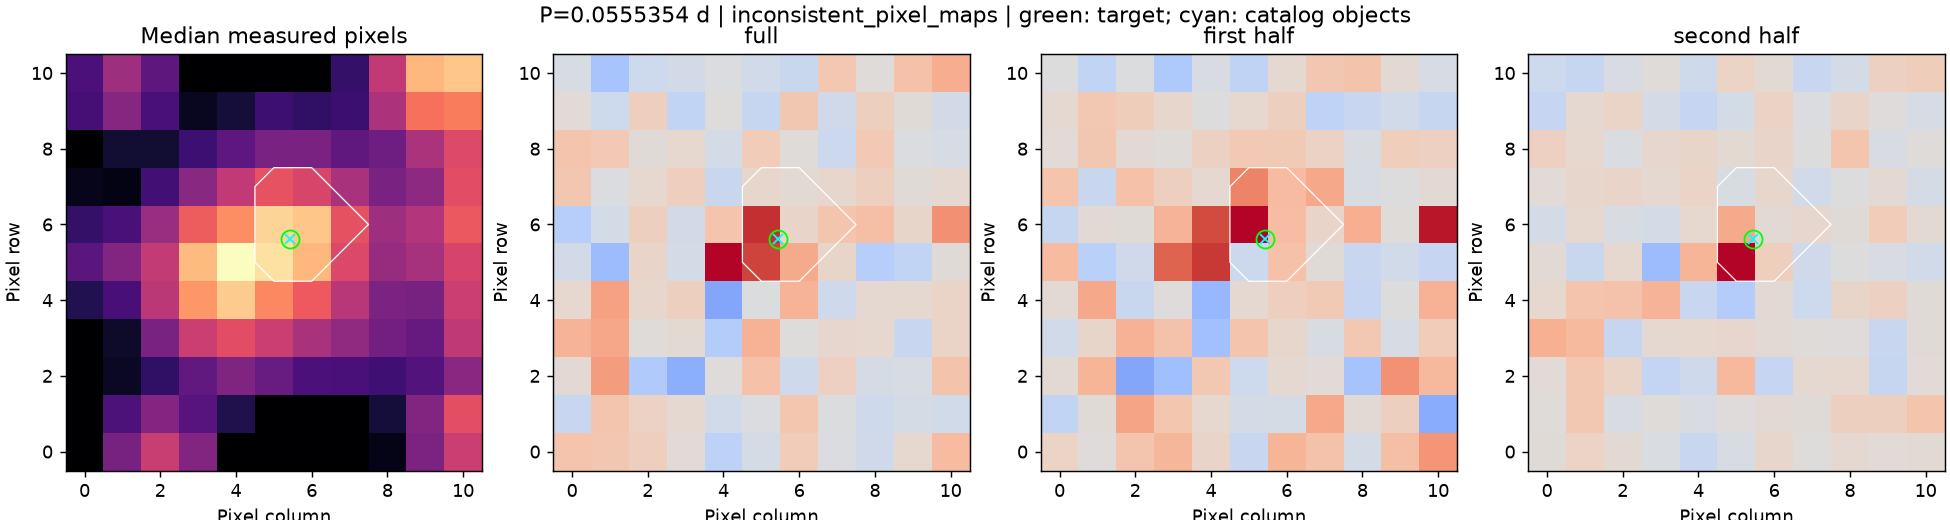 P=0.0555354 d | inconsistent_pixel_maps | green: target; cyan: catalog objects
Median measured pixels
full
first half
second half
Pixel row
10
8
6
4
2
0
0 2 4 6 8 10
Pixel column
Pixel row
10
8
6
4
2
0
0 2 4 6 8 10
Pixel column
Pixel row
10
8
6
4
2
0
0 2 4 6 8 10
Pixel column
Pixel row
10
8
6
4
2
0
0 2 4 6 8 10
Pixel column